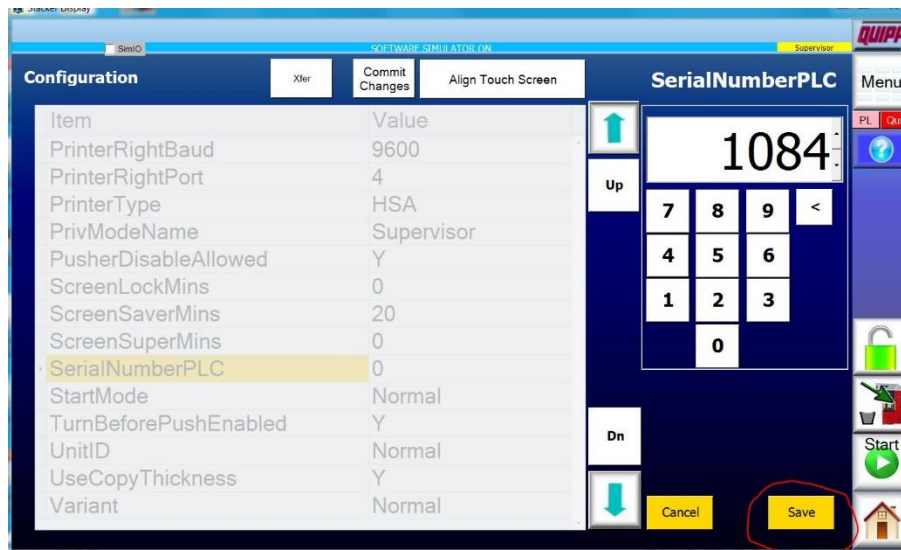 Stacker Display
SimIO
SOFTWARE SIMULATOR ON
Supervisor
Configuration
Xfer
Commit
Changes
Align Touch Screen
SerialNumberPLC
Menu
Item Value
PrinterRightBaud 9600
PrinterRightPort 4
PrinterType HSA
PrivModeName Supervisor
PusherDisableAllowed Y
ScreenLockMins 0
ScreenSaverMins 20
ScreenSuperMins 0
SerialNumberPLC 0
StartMode Normal
TurnBeforePushEnabled Y
UnitID Normal
UseCopyThickness Y
Variant Normal
Up
Dn
1084
7 8 9 <
4 5 6
1 2 3
0
Cancel
Save
PL Qu
?
Start